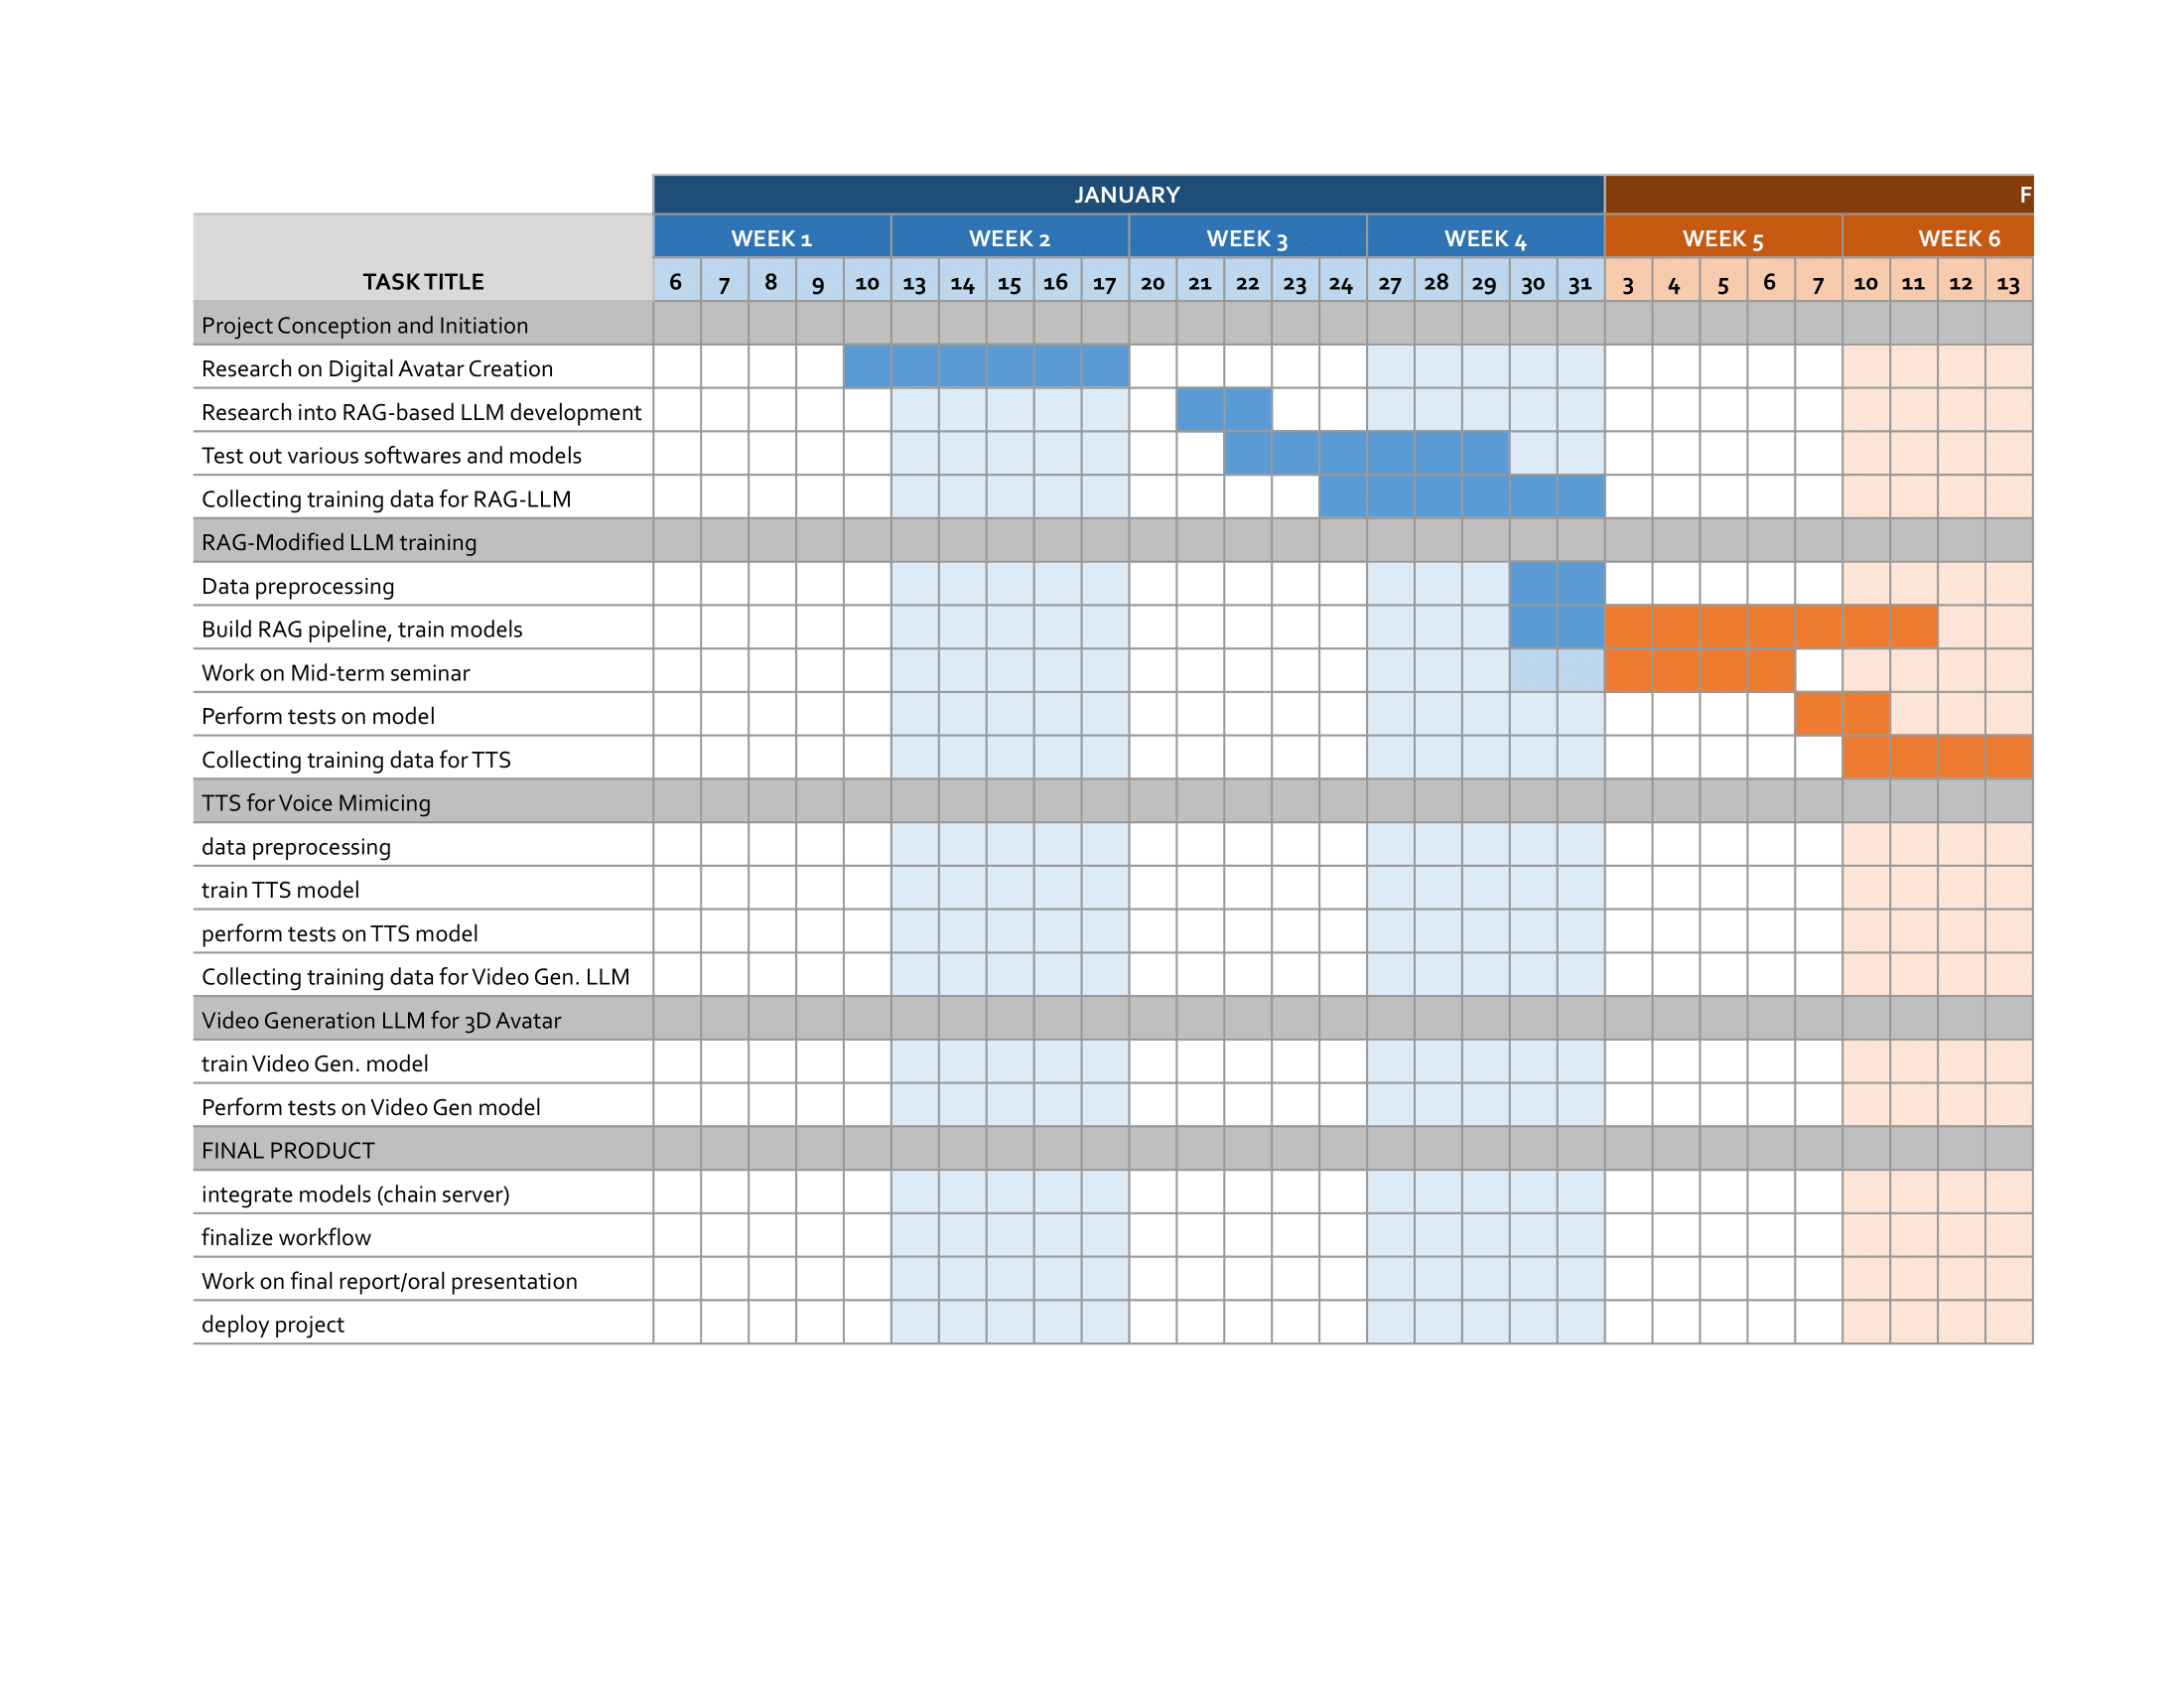 JANUARY F
WEEK 1 WEEK 2 WEEK 3 WEEK 4 WEEK 5 WEEK 6
TASK TITLE 6 7 8 9 10 13 14 15 16 17 20 21 22 23 24 27 28 29 30 31 3 4 5 6 7 10 11 12 13
Project Conception and Initiation
Research on Digital Avatar Creation
Research into RAG-based LLM development
Test out various softwares and models
Collecting training data for RAG-LLM
RAG-Modified LLM training
Data preprocessing
Build RAG pipeline, train models
Work on Mid-term seminar
Perform tests on model
Collecting training data for TTS
TTS for Voice Mimicing
data preprocessing
train TTS model
perform tests on TTS model
Collecting training data for Video Gen. LLM
Video Generation LLM for 3D Avatar
train Video Gen. model
Perform tests on Video Gen model
FINAL PRODUCT
integrate models (chain server)
finalize workflow
Work on final report/oral presentation
deploy project